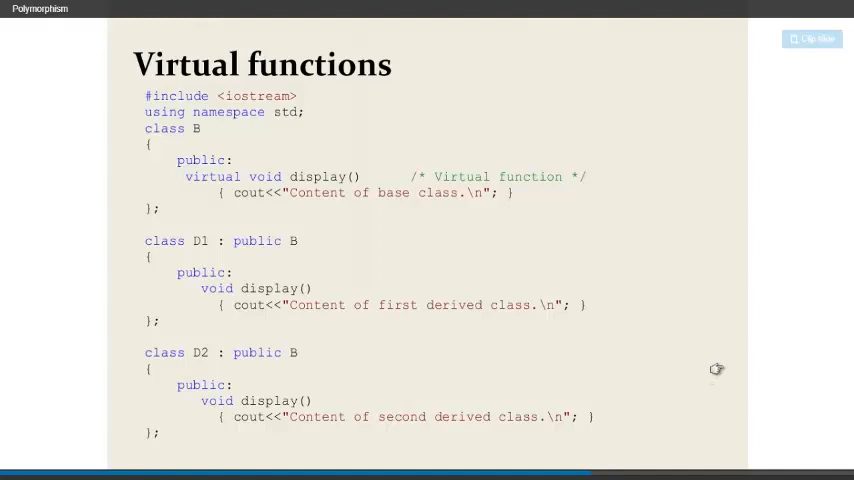 Polymorphism
Clip slide
Virtual functions
#include <iostream>
using namespace std;
class B
{
public:
virtual void display() /* Virtual function */
{ cout<<"Content of base class.\n"; }
};
class D1 : public B
{
public:
void display()
{ cout<<"Content of first derived class.\n"; }
};
class D2 : public B
{
public:
void display()
{ cout<<"Content of second derived class.\n"; }
};